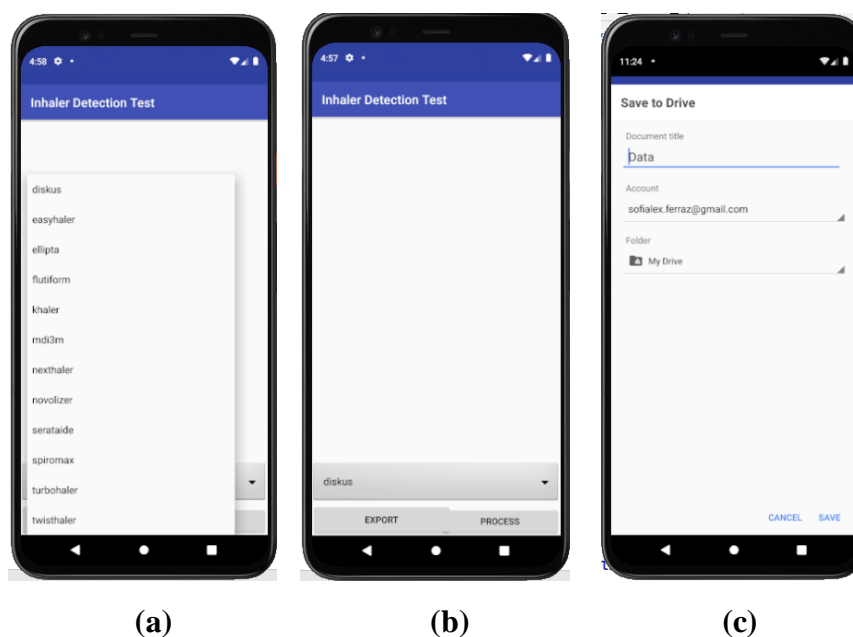 4:58
Inhaler Detection Test
diskus
easyhaler
ellipta
flutiform
khaler
mdi3m
nexthaler
novolizer
serataide
spiromax
turbohaler
twisthaler
(a)
4:57
Inhaler Detection Test
diskus
EXPORT PROCESS
(b)
11:24
Save to Drive
Document title
Data
Account
sofialex.ferraz@gmail.com
Folder
My Drive
CANCEL SAVE
(c)